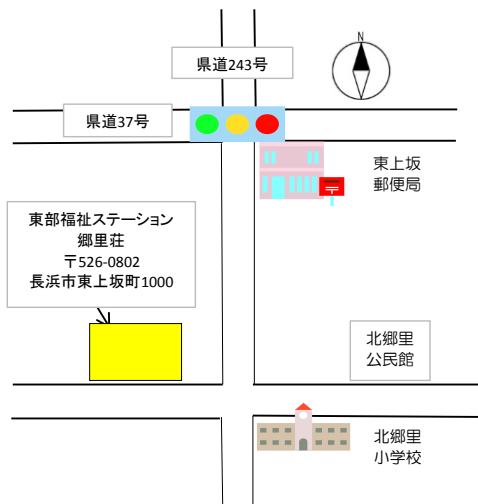 県道243号
N
県道37号
東上坂
郵便局
東部福祉ステーション
郷里荘
〒526-0802
長浜市東上坂町1000
北郷里
公民館
北郷里
小学校